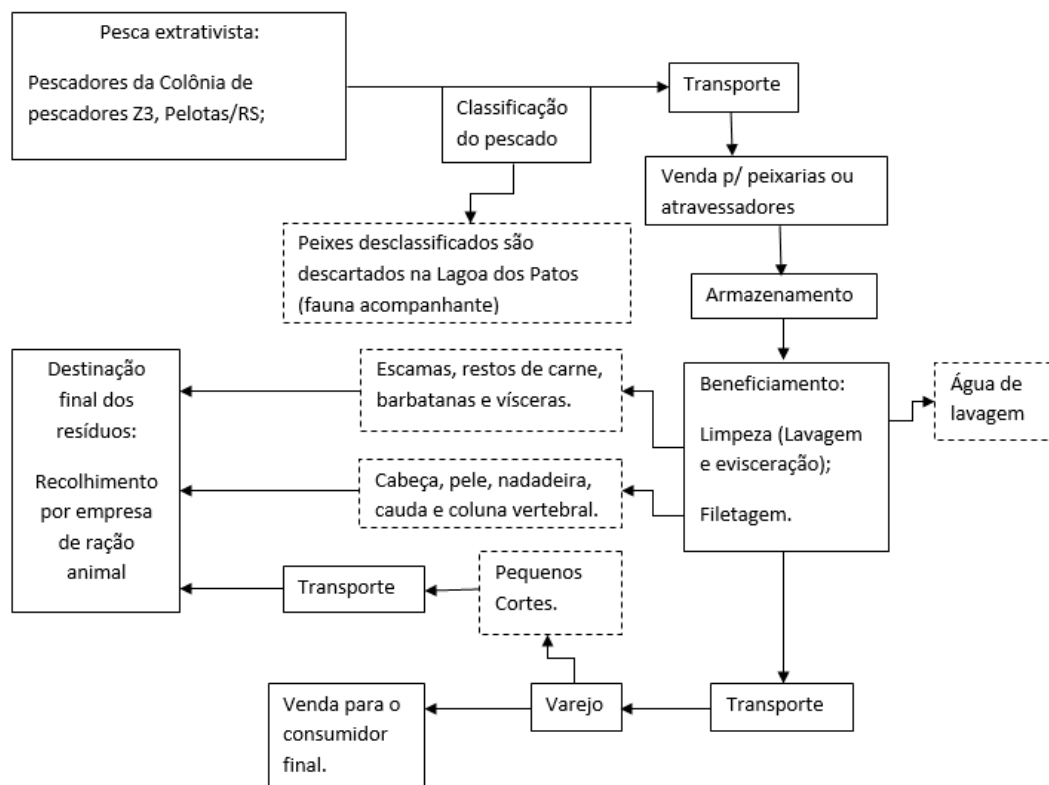 Pesca extrativista:
Pescadores da Colônia de
pescadores Z3, Pelotas/RS;
Classificação
do pescado
Transporte
Venda p/ peixarias ou
atravessadores
Peixes desclassificados são
descartados na Lagoa dos Patos
(fauna acompanhante)
Armazenamento
Destinação
final dos
resíduos:
Recolhimento
por empresa
de ração
animal
Escamas, restos de carne,
barbatanas e vísceras.
Beneficiamento:
Limpeza (Lavagem
e evisceração);
Filetagem.
Água de
lavagem
Cabeça, pele, nadadeira,
cauda e coluna vertebral.
Transporte
Pequenos
Cortes.
Venda para o
consumidor
final.
Varejo
Transporte